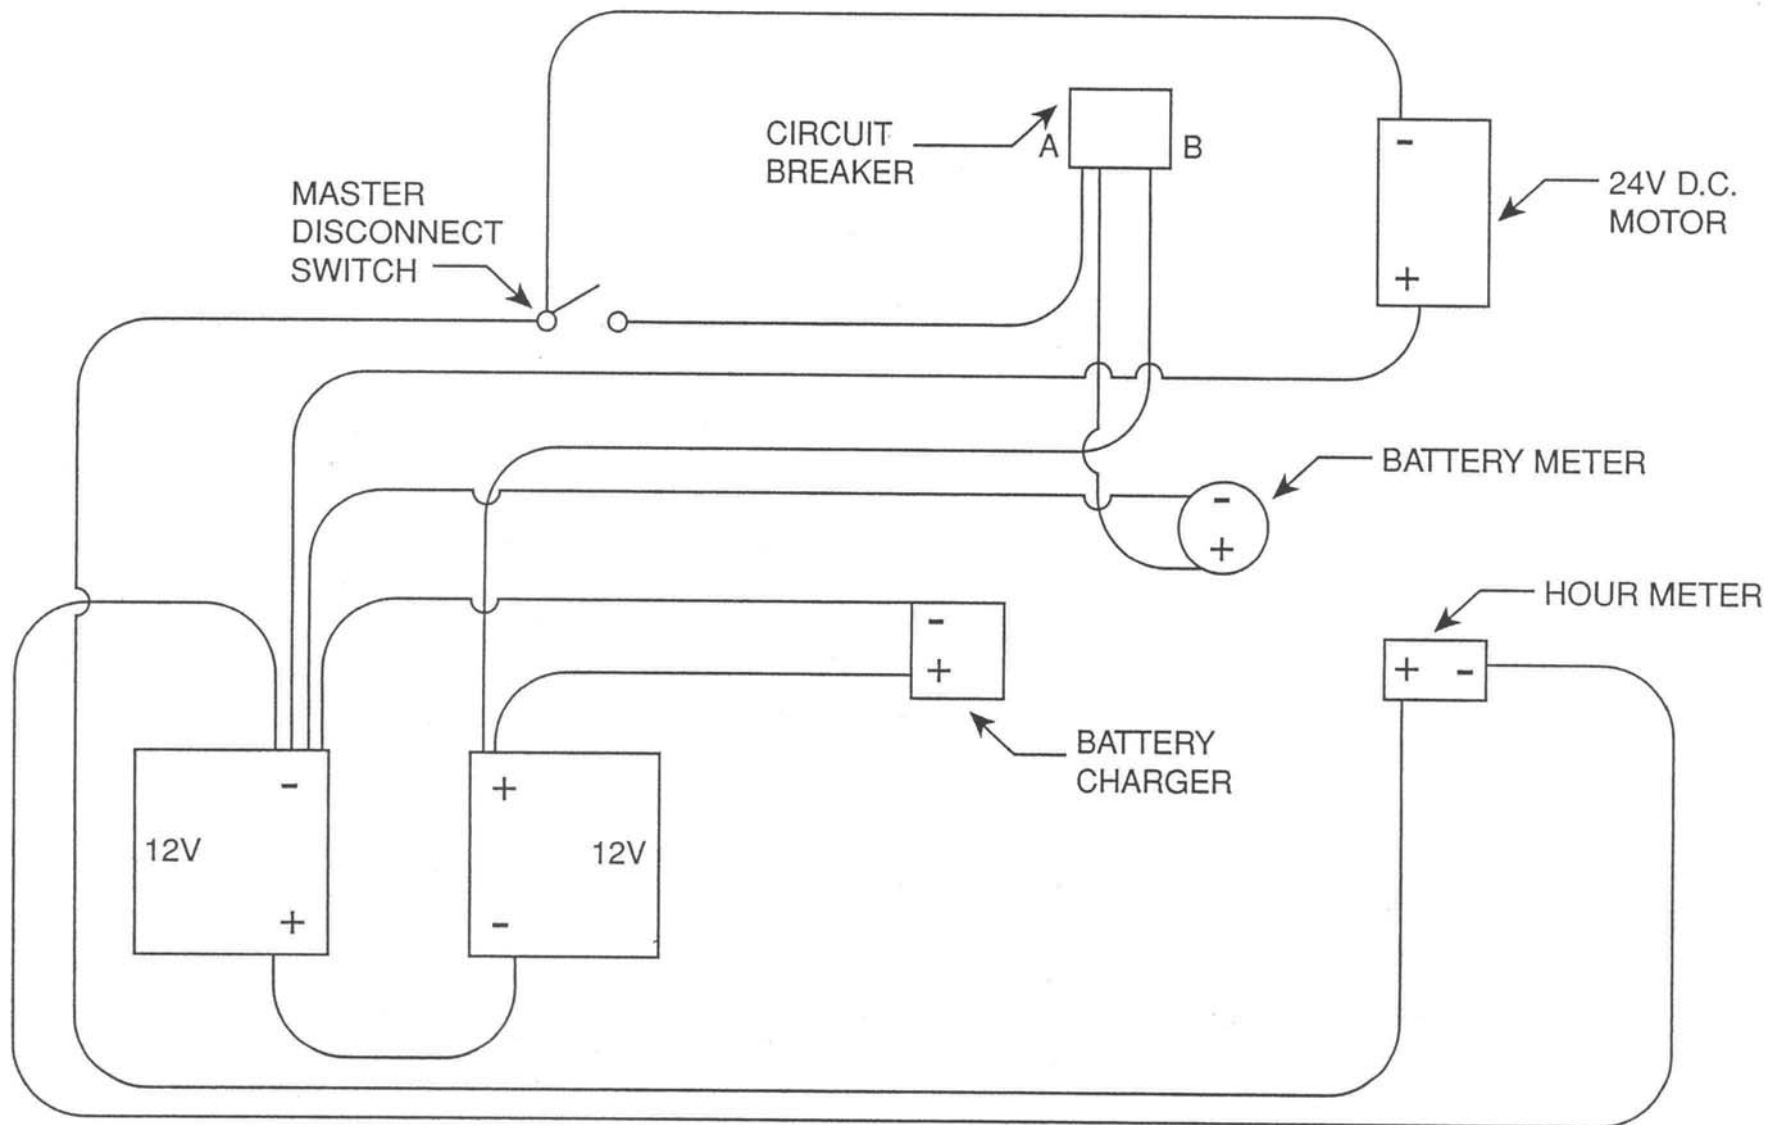 CIRCUIT
BREAKER
A
B
-
+
24V D.C.
MOTOR
MASTER
DISCONNECT
SWITCH
BATTERY METER
-
+
HOUR METER
+ -
-
+
BATTERY
CHARGER
-
12V
+
+
12V
-